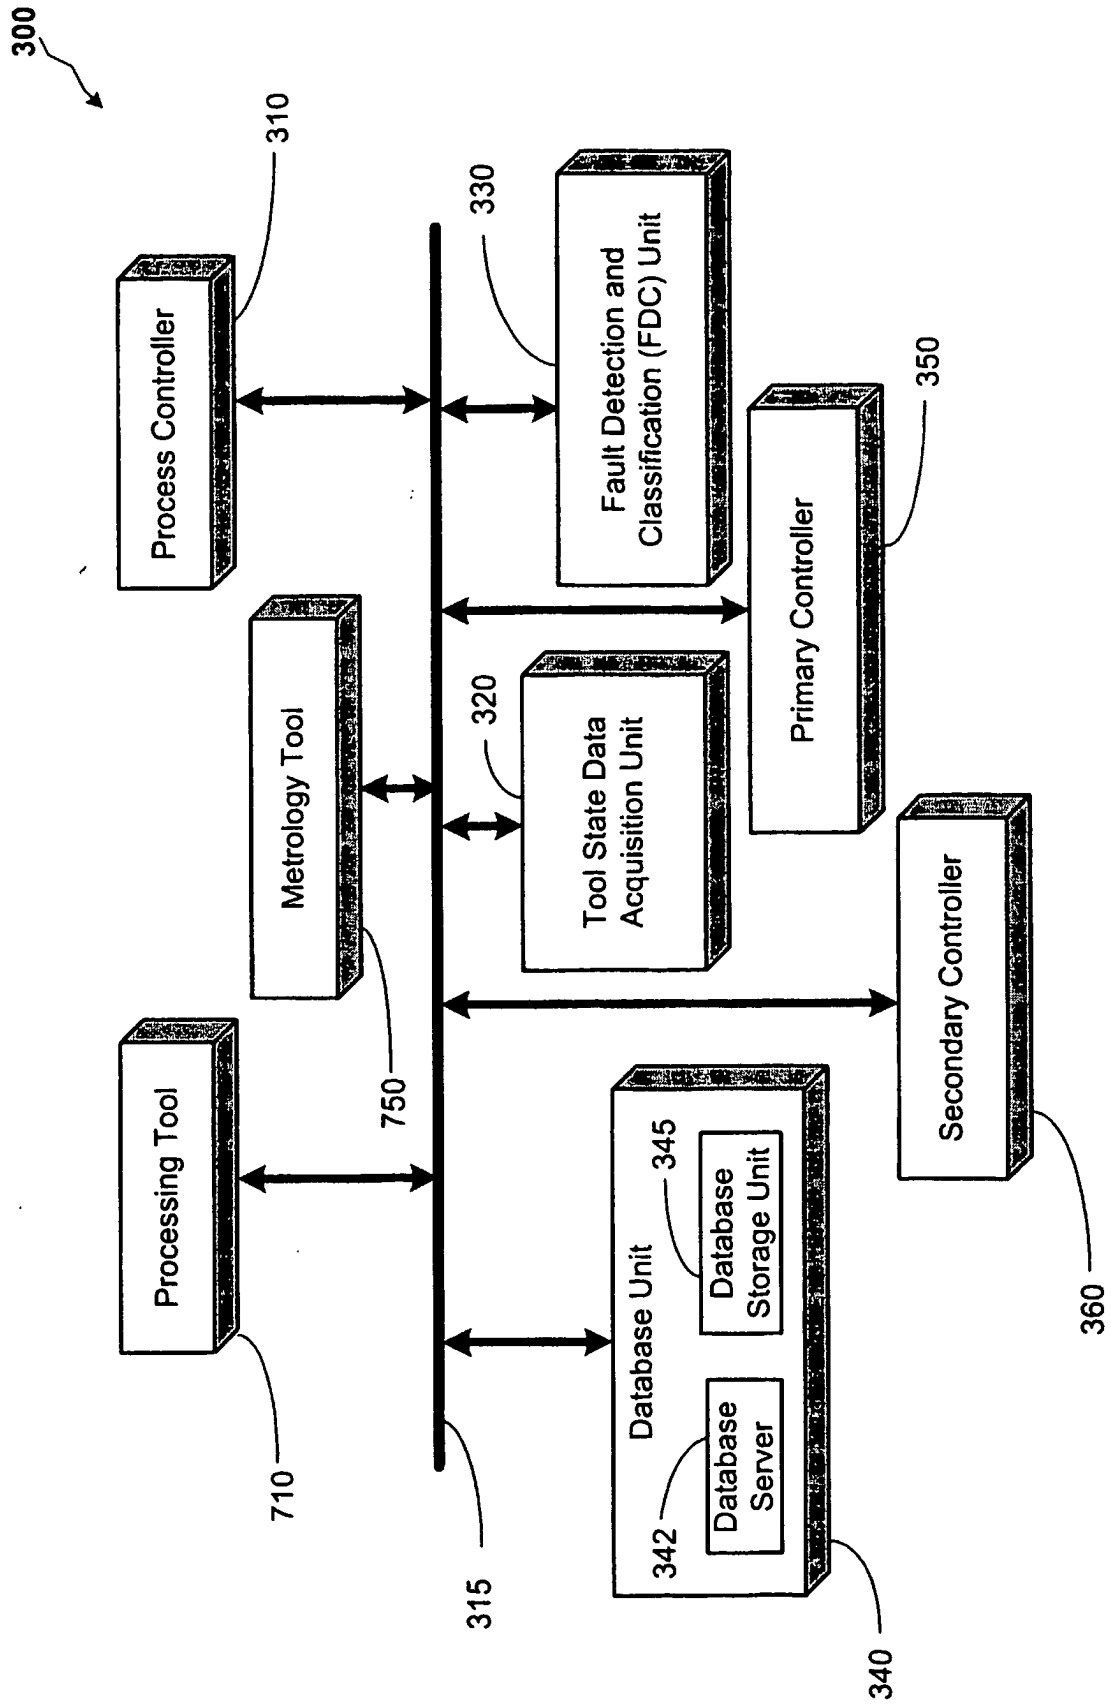 300
310
Process Controller
Metrology Tool
750
Processing Tool
710
315
330
Fault Detection and
Classification (FDC) Unit
320
Tool State Data
Acquisition Unit
350
Primary Controller
Database Unit
345
Database
Storage Unit
342
Database
Server
340
Secondary Controller
360